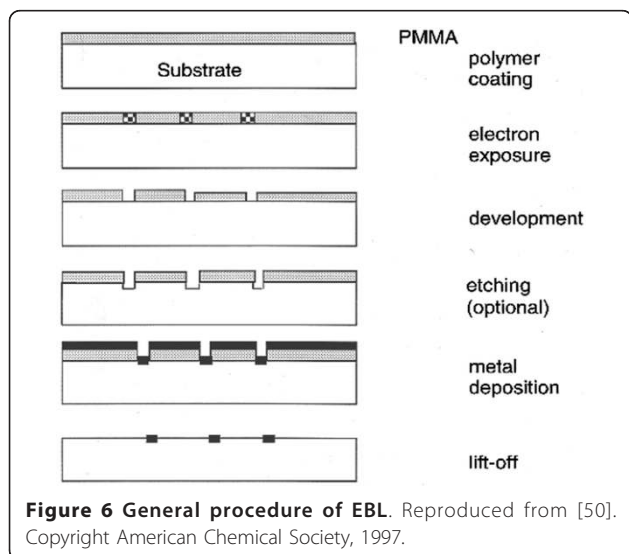 PMMA
polymer
coating
Substrate
electron
exposure
development
etching
(optional)
metal
deposition
lift-off
Figure 6 General procedure of EBL. Reproduced from [50].
Copyright American Chemical Society, 1997.